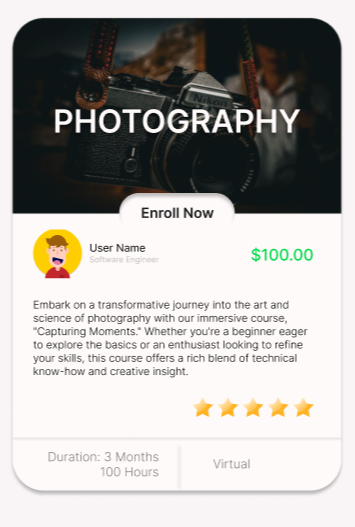 Nikon
PHOTOGRAPHY
Enroll Now
User Name
Software Engineer
$100.00
Embark on a transformative journey into the art and
science of photography with our immersive course,
"Capturing Moments." Whether you're a beginner eager
to explore the basics or an enthusiast looking to refine
your skills, this course offers a rich blend of technical
know-how and creative insight.
Duration: 3 Months
100 Hours
Virtual